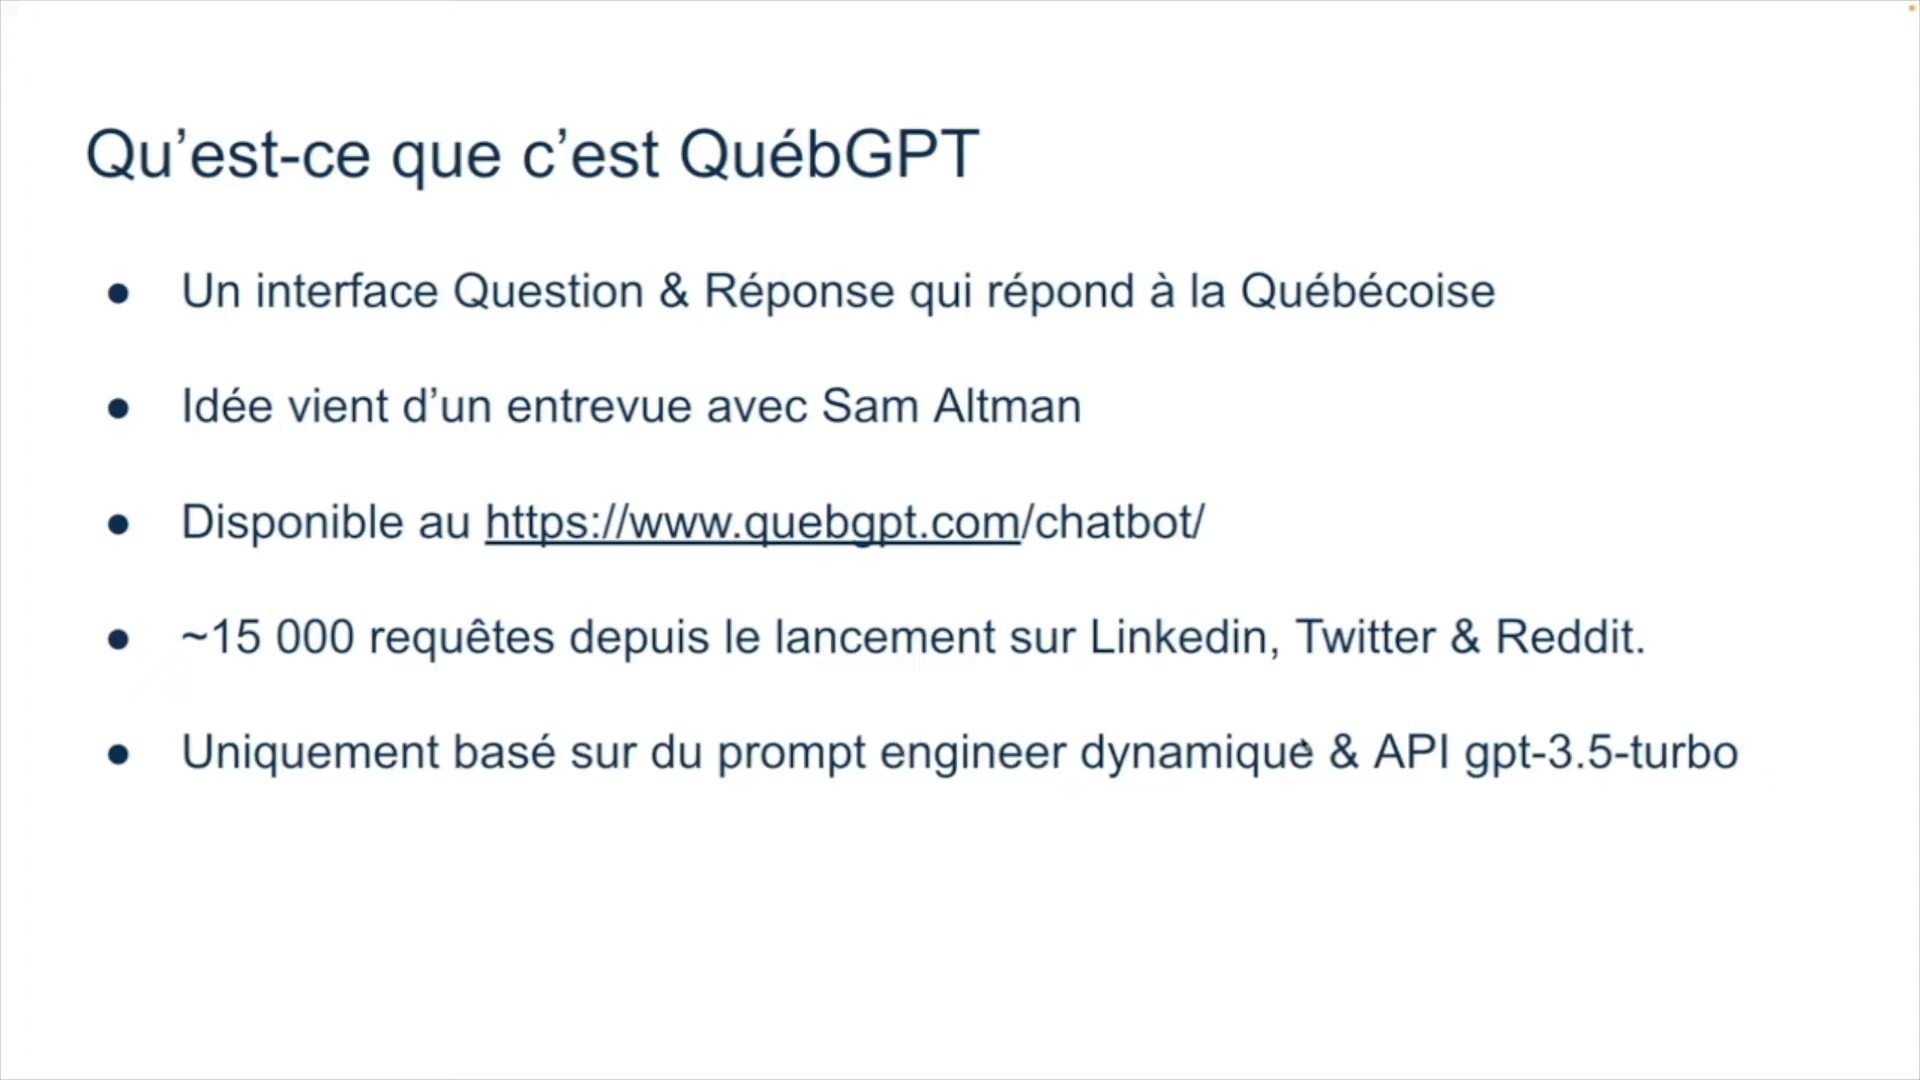 Qu’est-ce que c’est QuébGPT
Un interface Question & Réponse qui répond à la Québécoise
Idée vient d’un entrevue avec Sam Altman
Disponible au https://www.quebgpt.com/chatbot/
~15 000 requêtes depuis le lancement sur Linkedin, Twitter & Reddit.
Uniquement basé sur du prompt engineer dynamique & API gpt-3.5-turbo